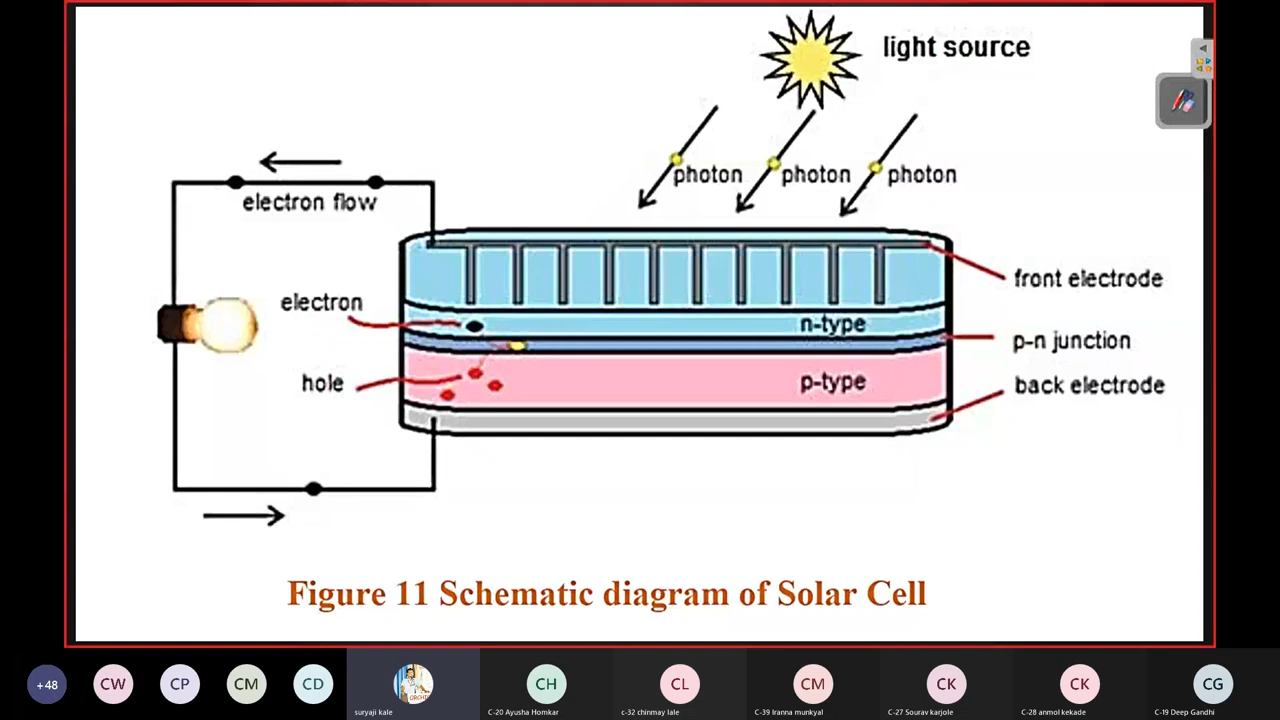 light source
photon
photon
photon
electron flow
front electrode
electron
n-type
p-n junction
hole
p-type
back electrode
Figure 11 Schematic diagram of Solar Cell
+48
CW
CP
CM
CD
CH
CL
CM
CK
CK
CG
suryaji kale
C-20 Ayusha Homkar
c-32 chinmay lale
C-39 Iranna munkyal
C-27 Sourav karjole
C-28 anmol kekade
C-19 Deep Gandhi